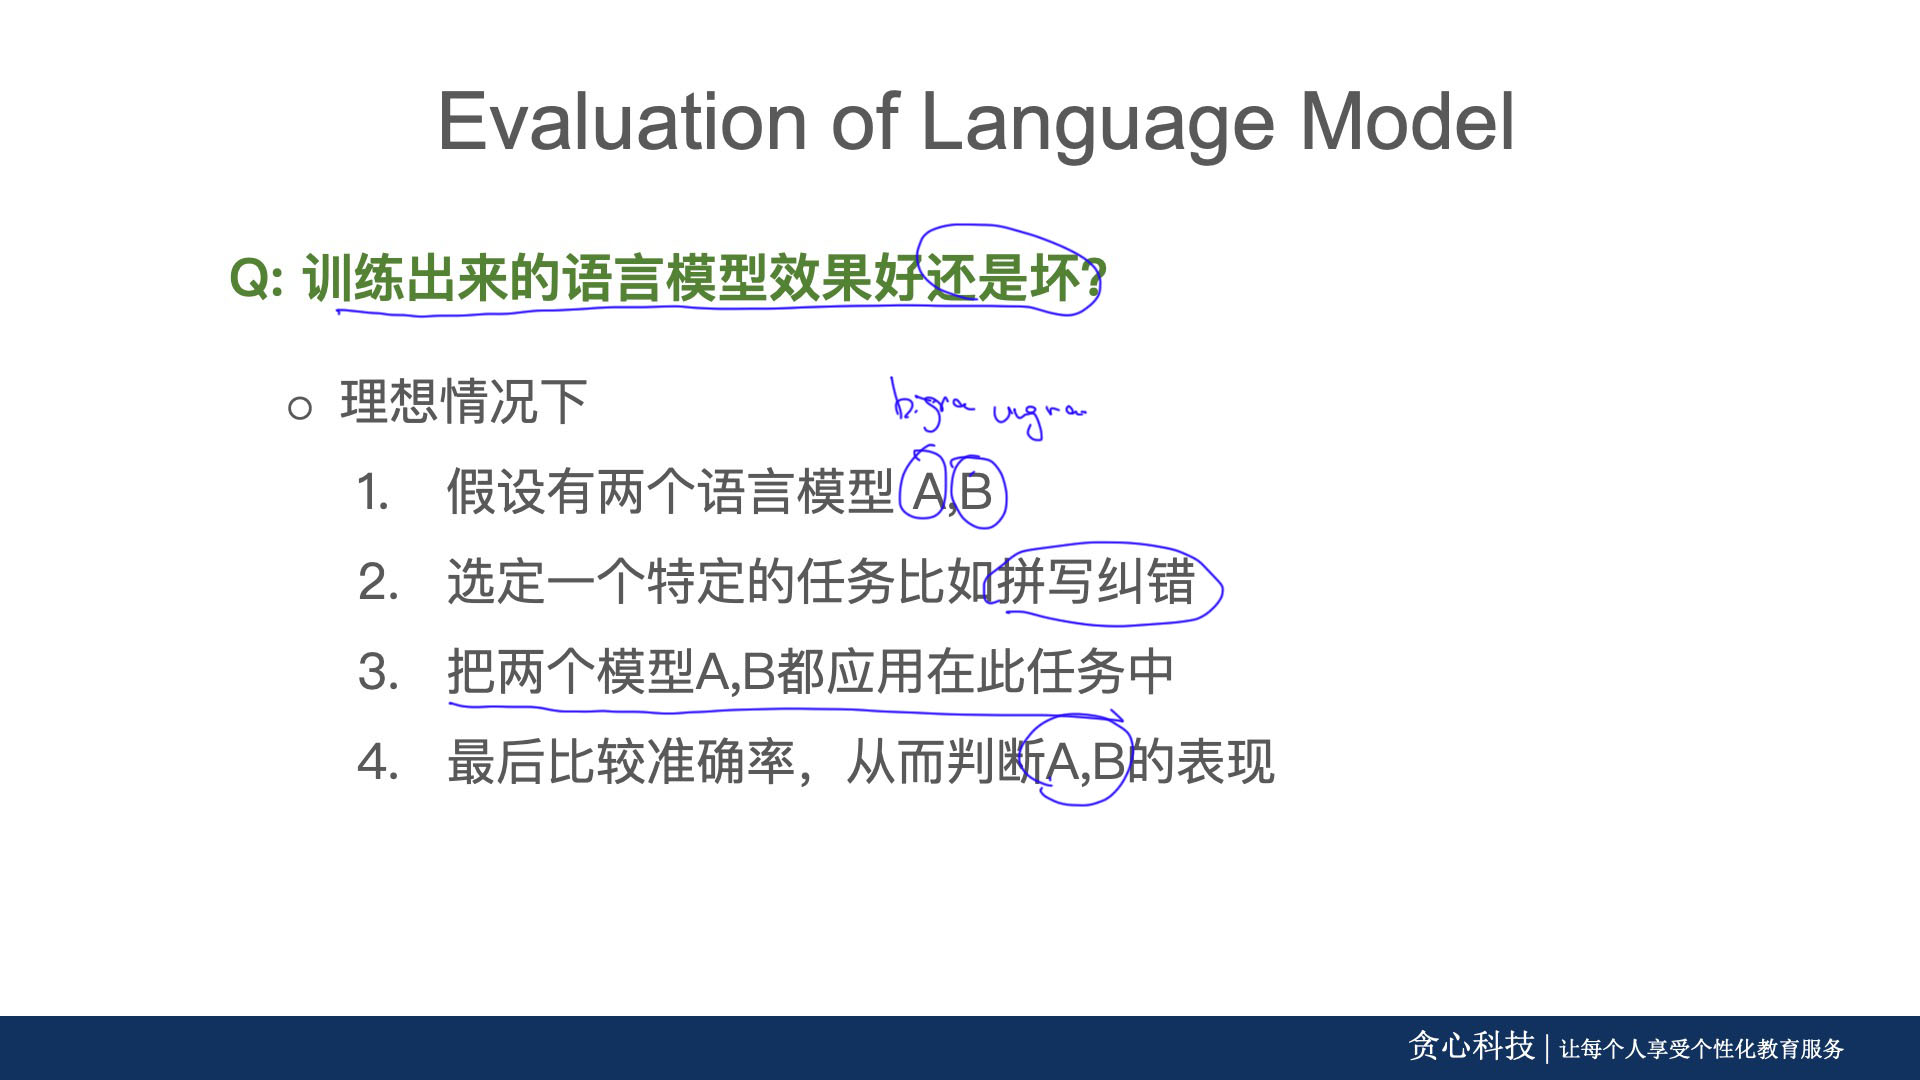 Evaluation of Language Model
Q: 训练出来的语言模型效果好还是坏?
理想情况下
bigram
1. 假设有两个语言模型 A,B
2. 选定一个特定的任务比如拼写纠错
3. 把两个模型A,B都应用在此任务中
4. 最后比较准确率，从而判断A,B的表现
贪心科技 | 让每个人享受个性化教育服务